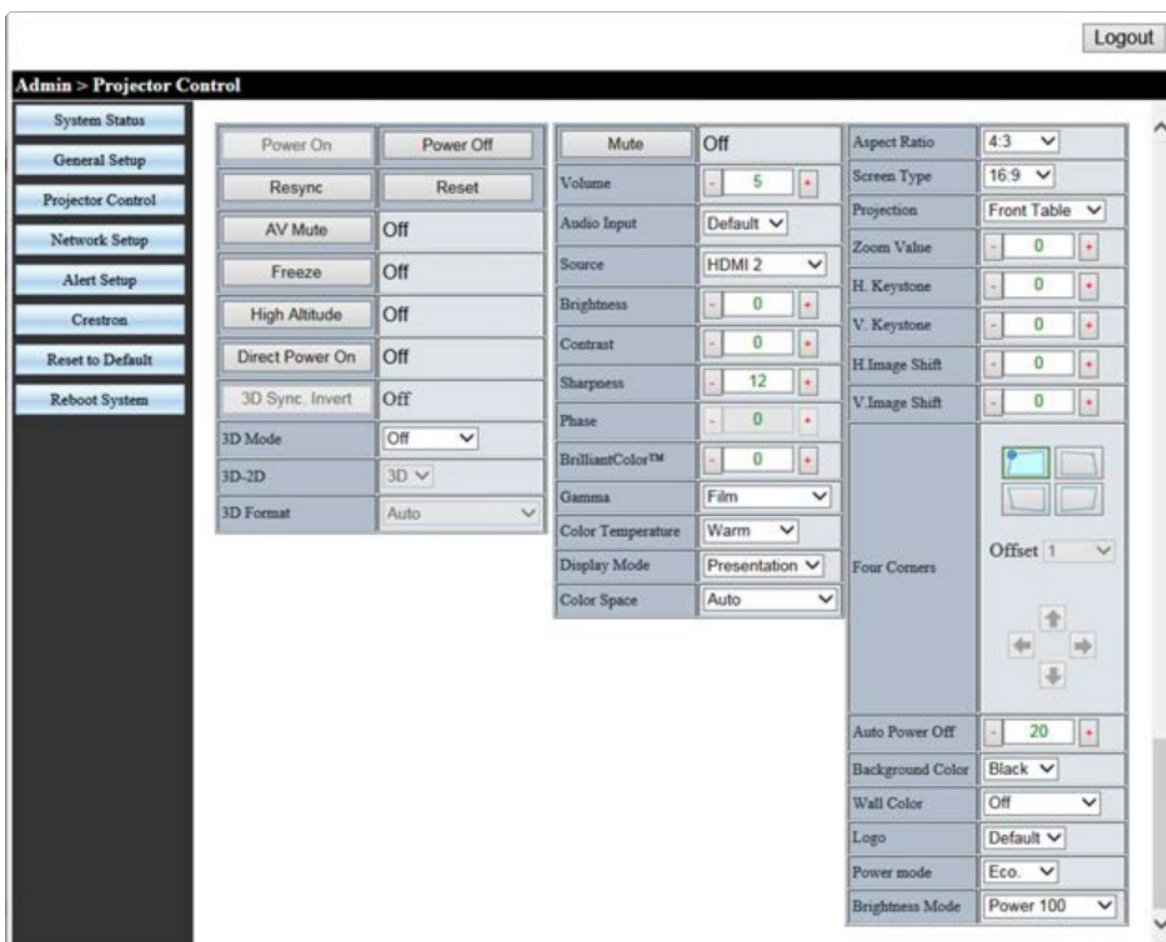 Logout
Admin > Projector Control
System Status
General Setup
Projector Control
Network Setup
Alert Setup
Crestron
Reset to Default
Reboot System
Power On Power Off
Resync Reset
AV Mute Off
Freeze Off
High Altitude Off
Direct Power On Off
3D Sync. Invert Off
3D Mode Off
3D-2D 3D
3D Format Auto
Mute Off
Volume - 5 +
Audio Input Default
Source HDMI 2
Brightness - 0 +
Contrast - 0 +
Sharpness - 12 +
Phase - 0 +
BrilliantColor™ - 0 +
Gamma Film
Color Temperature Warm
Display Mode Presentation
Color Space Auto
Aspect Ratio 4:3
Screen Type 16:9
Projection Front Table
Zoom Value - 0 +
H. Keystone - 0 +
V. Keystone - 0 +
H.Image Shift - 0 +
V.Image Shift - 0 +
Four Corners
Offset 1
Auto Power Off - 20 +
Background Color Black
Wall Color Off
Logo Default
Power mode Eco.
Brightness Mode Power 100